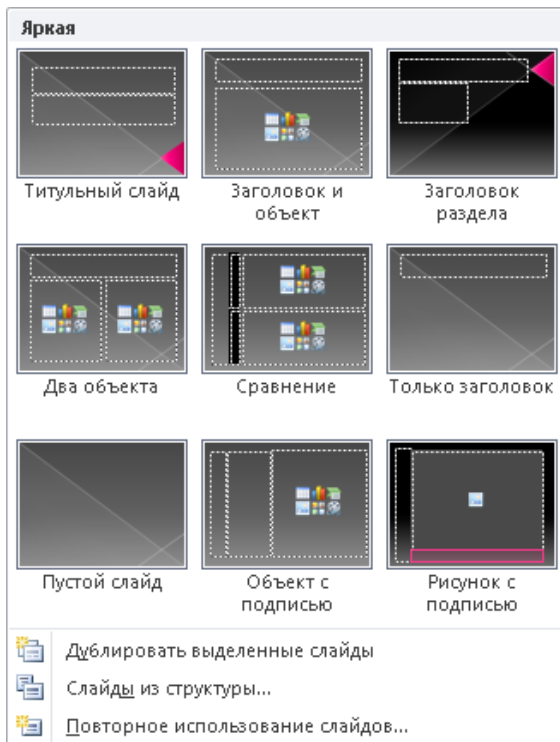 Яркая
Титульный слайд
Заголовок и
объект
Заголовок
раздела
Два объекта
Сравнение
Только заголовок
Пустой слайд
Объект с
подписью
Рисунок с
подписью
Дублировать выделенные слайды
Слайды из структуры...
Повторное использование слайдов...